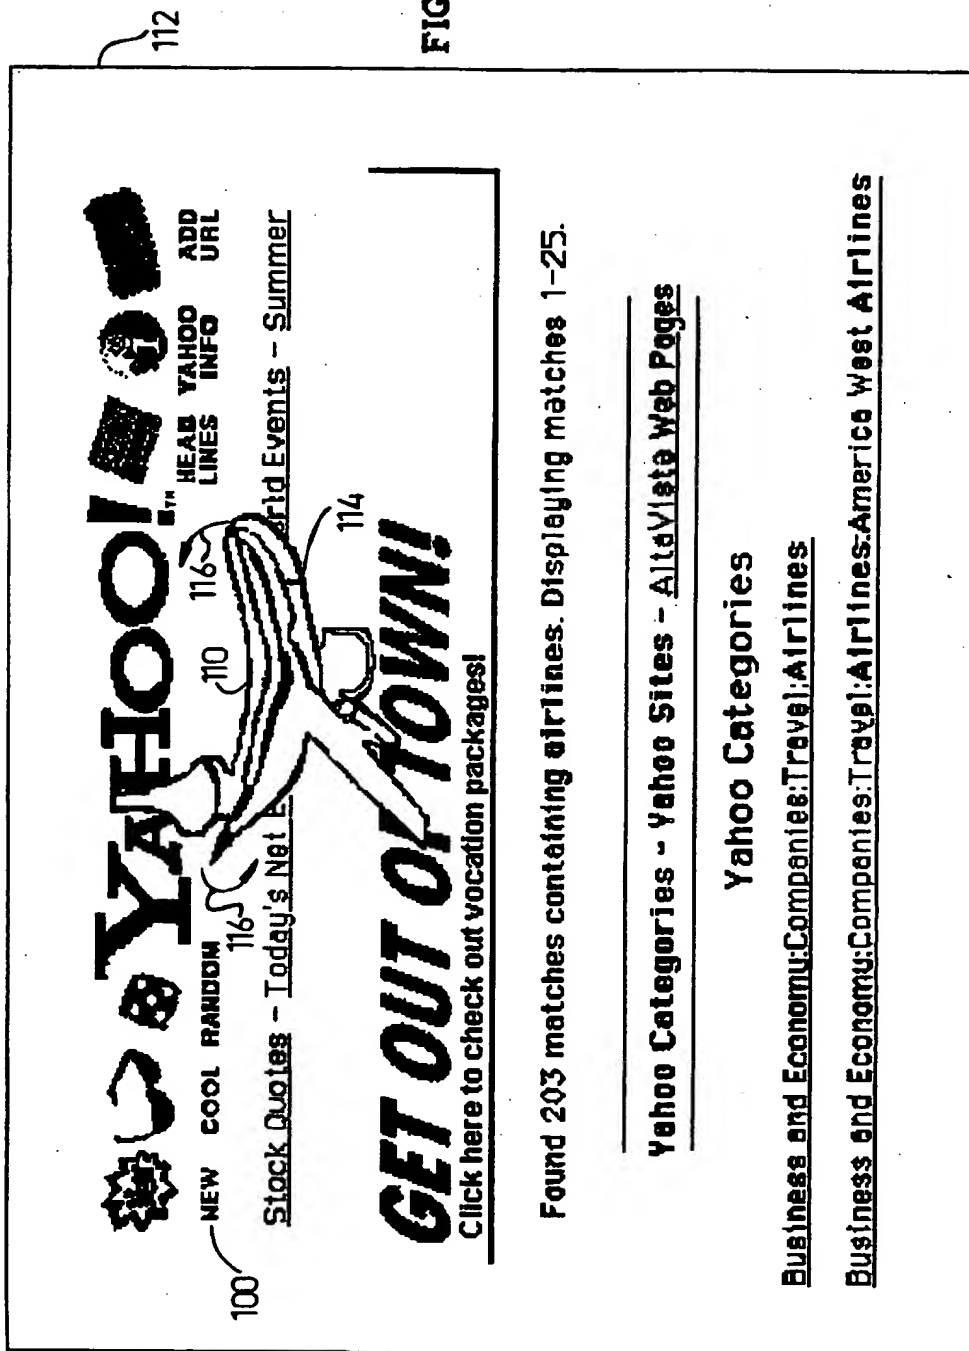 112
FIG
YAHOO!
TM
NEW COOL RANDOM HEAD LINES YAHOO INFO ADD URL
100
116
110
116
Stock Quotes - Today's Net E rld Events - Summer
114
GET OUT O TOWN!
Click here to check out vocation packages!
Found 203 matches containing airlines. Displaying matches 1-25.
Yahoo Categories - Yahoo Sites - AltaVista Web Pages
Yahoo Categories
Business and Economy:Companies:Travel:Airlines
Business and Economy:Companies:Travel:Airlines:America West Airlines